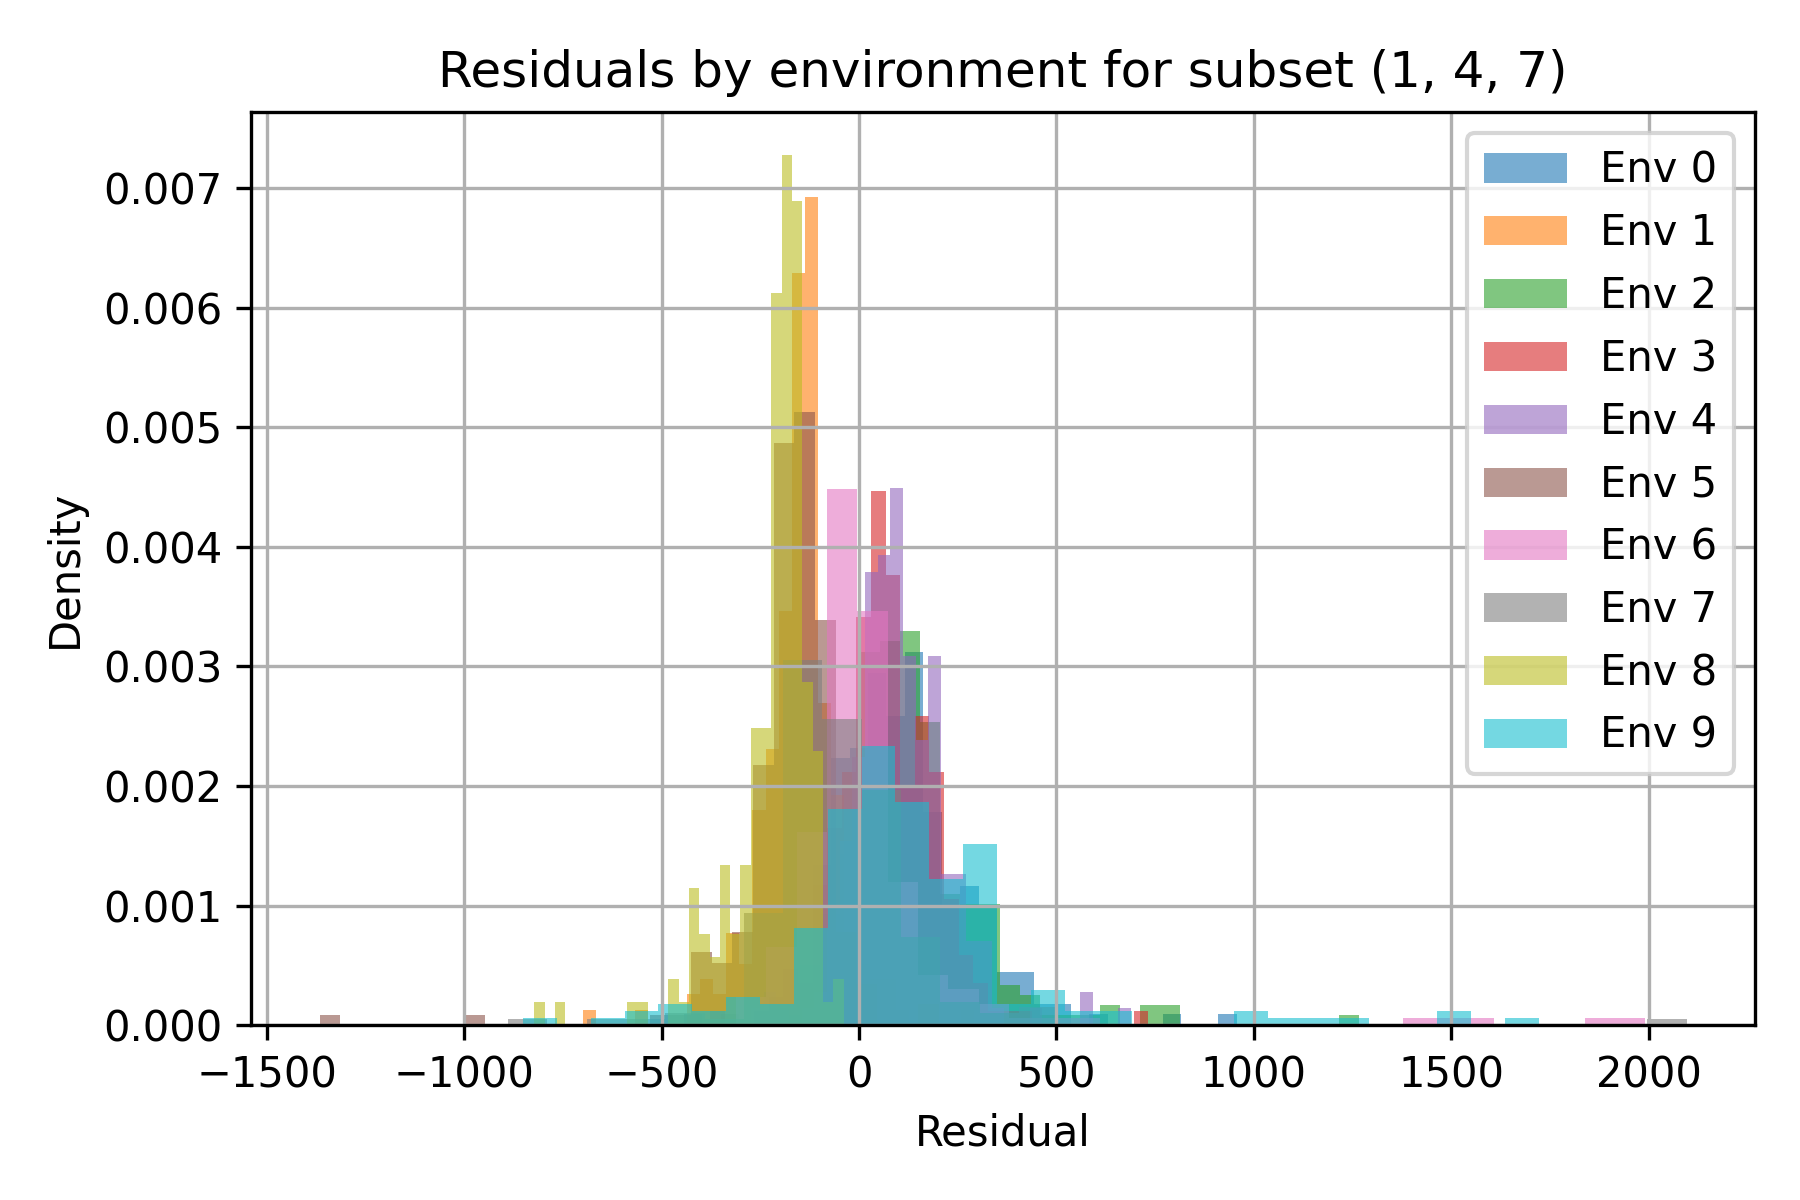 Residuals by environment for subset (1, 4, 7)
Density
0.007
0.006
0.005
0.004
0.003
0.002
0.001
0.000
Env 0
Env 1
Env 2
Env 3
Env 4
Env 5
Env 6
Env 7
Env 8
Env 9
−1500 −1000 −500 0 500 1000 1500 2000
Residual